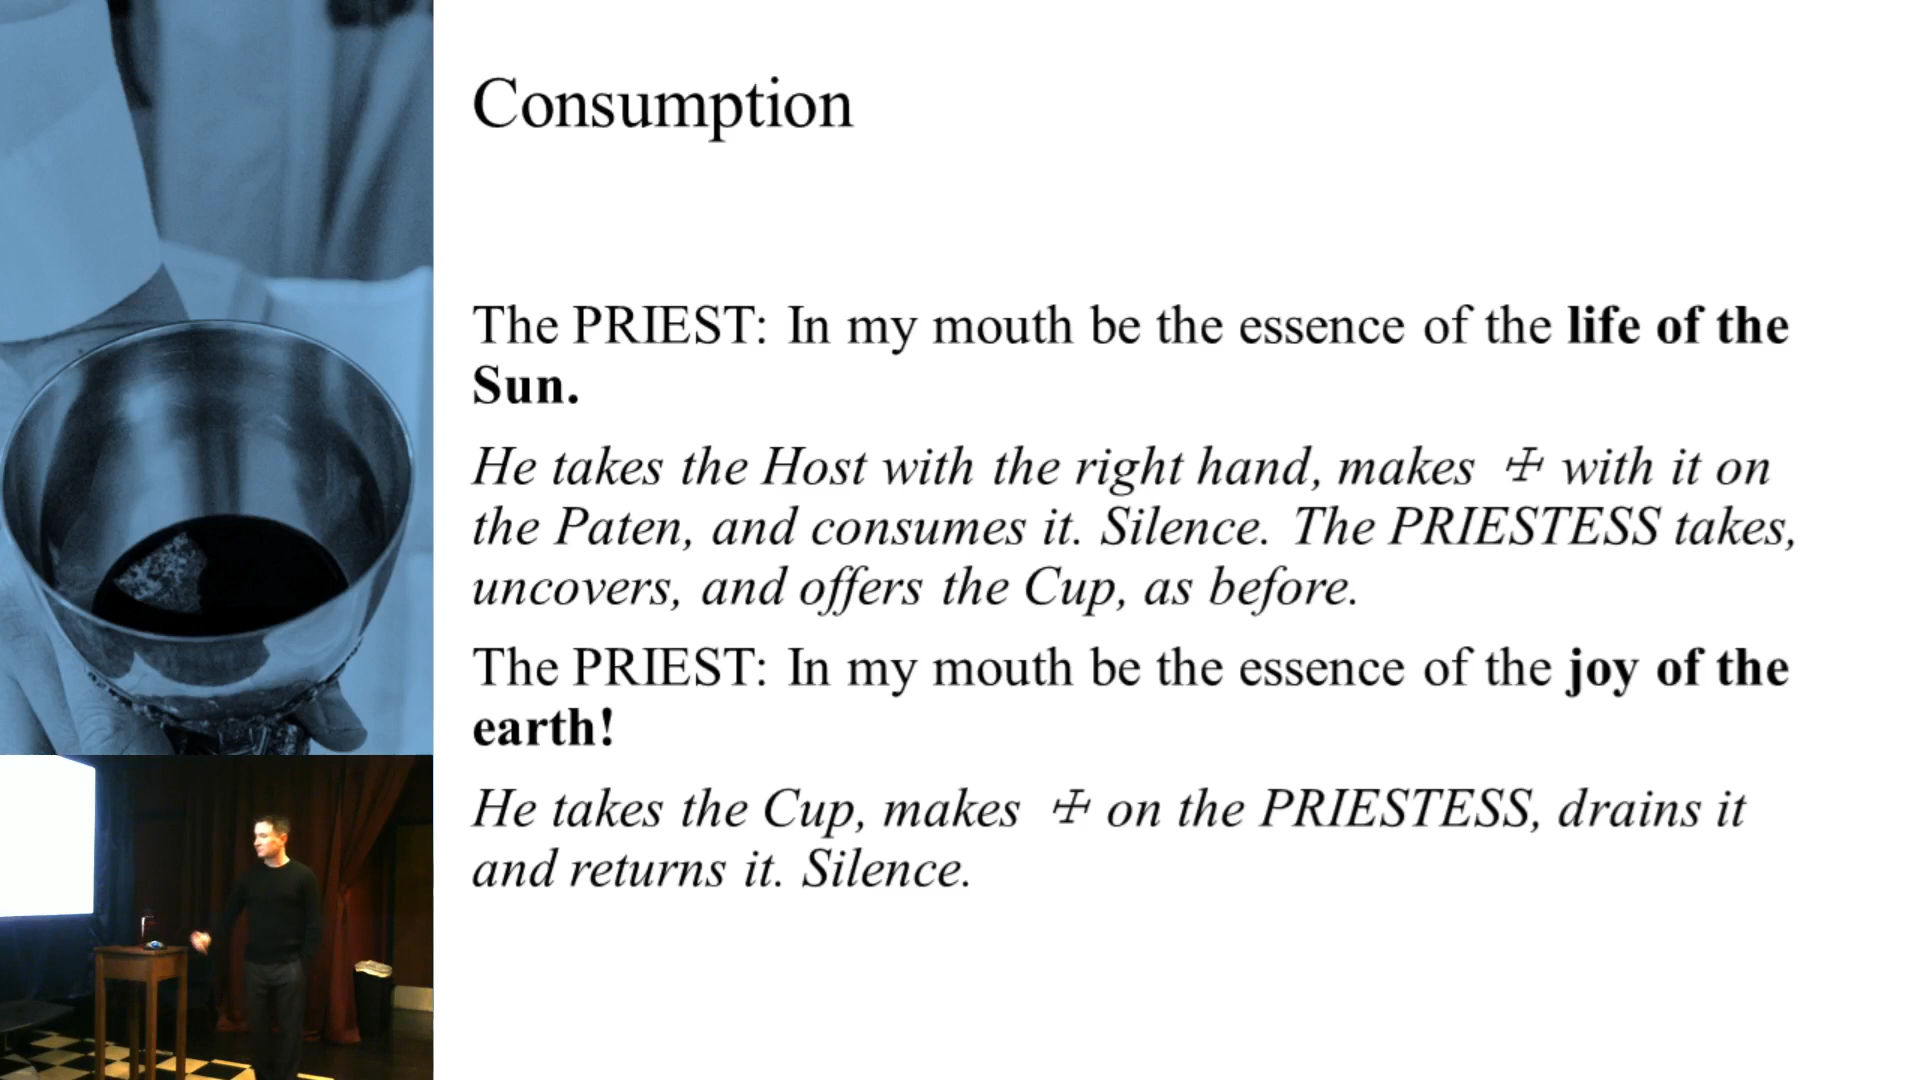 Consumption
The PRIEST: In my mouth be the essence of the life of the
Sun.
He takes the Host with the right hand, makes ☩ with it on
the Paten, and consumes it. Silence. The PRIESTESS takes,
uncovers, and offers the Cup, as before.
The PRIEST: In my mouth be the essence of the joy of the
earth!
He takes the Cup, makes ☩ on the PRIESTESS, drains it
and returns it. Silence.